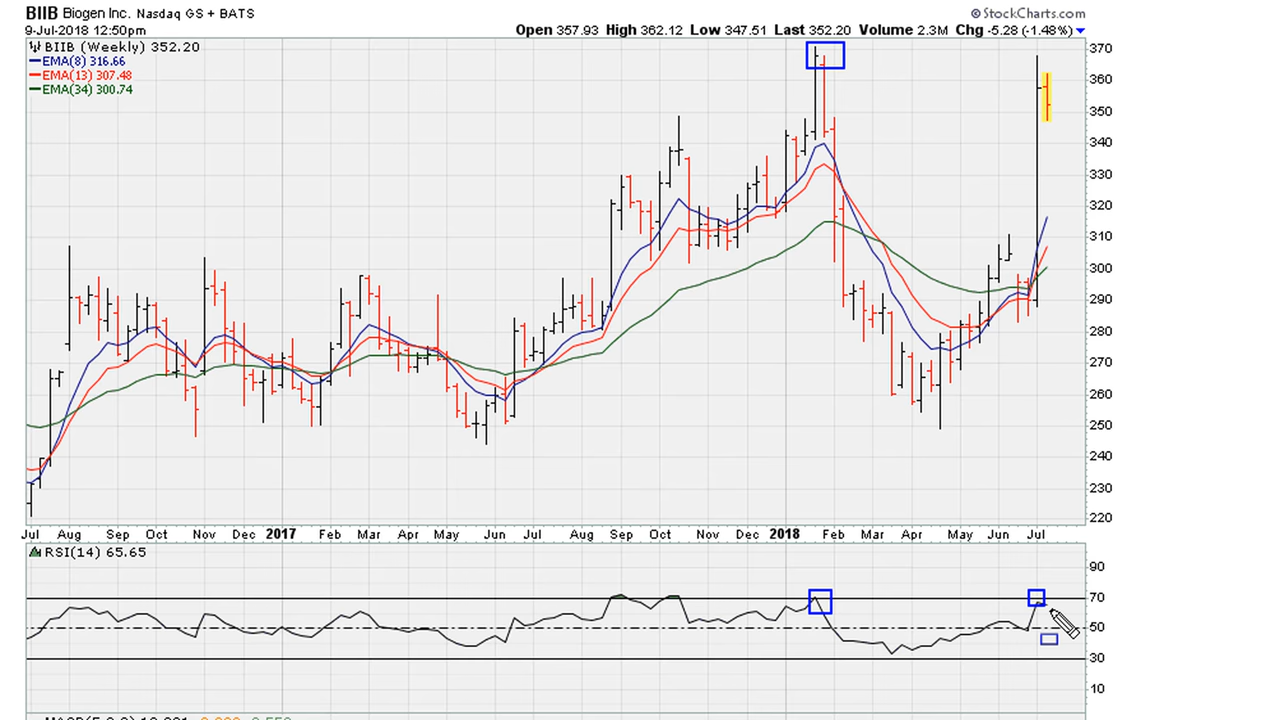 BIIB Biogen Inc. Nasdaq GS + BATS
© StockCharts.com
9-Jul-2018 12:50pm
Open 357.93 High 362.12 Low 347.51 Last 352.20 Volume 2.3M Chg -5.28 (-1.48%)
BIIB (Weekly) 352.20
EMA(8) 316.66
EMA(13) 307.48
EMA(34) 300.74
370
360
350
340
330
320
310
300
290
280
270
260
250
240
230
220
Jul Aug Sep Oct Nov Dec 2017 Feb Mar Apr May Jun Jul Aug Sep Oct Nov Dec 2018 Feb Mar Apr May Jun Jul
RSI(14) 65.65
90
70
50
30
10